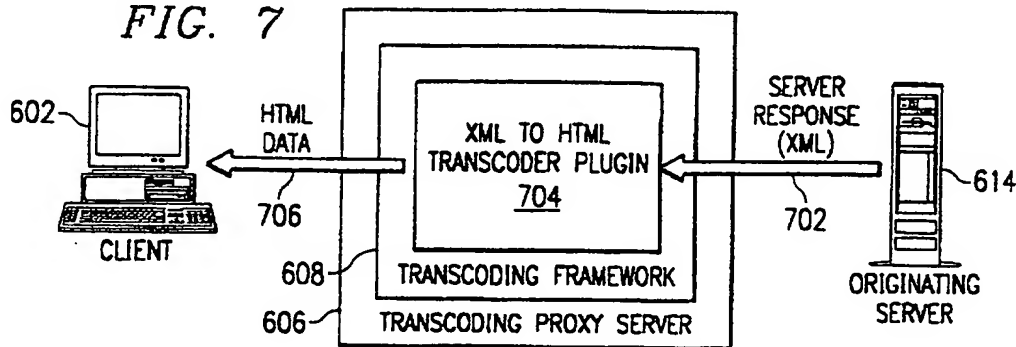 FIG. 7
602
CLIENT
HTML
DATA
706
XML TO HTML
TRANSCODER PLUGIN
704
608
TRANSCODING FRAMEWORK
606
TRANSCODING PROXY SERVER
SERVER
RESPONSE
(XML)
702
614
ORIGINATING
SERVER